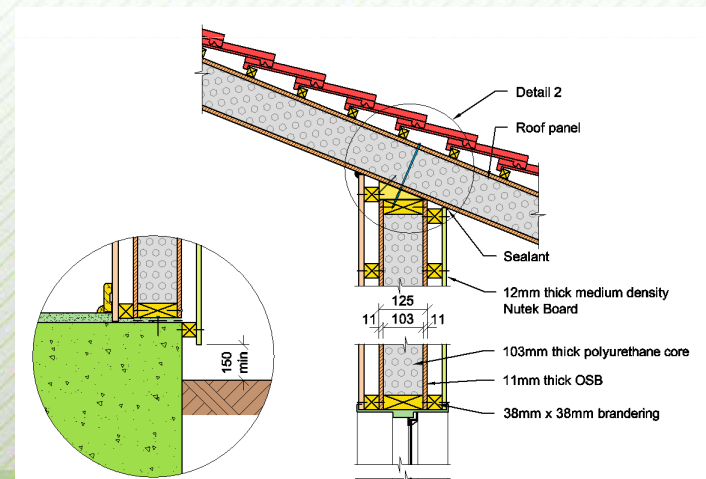 Detail 2
Roof panel
Sealant
12mm thick medium density
Nutek Board
125
11 103 11
150
min
103mm thick polyurethane core
11mm thick OSB
38mm x 38mm brandering